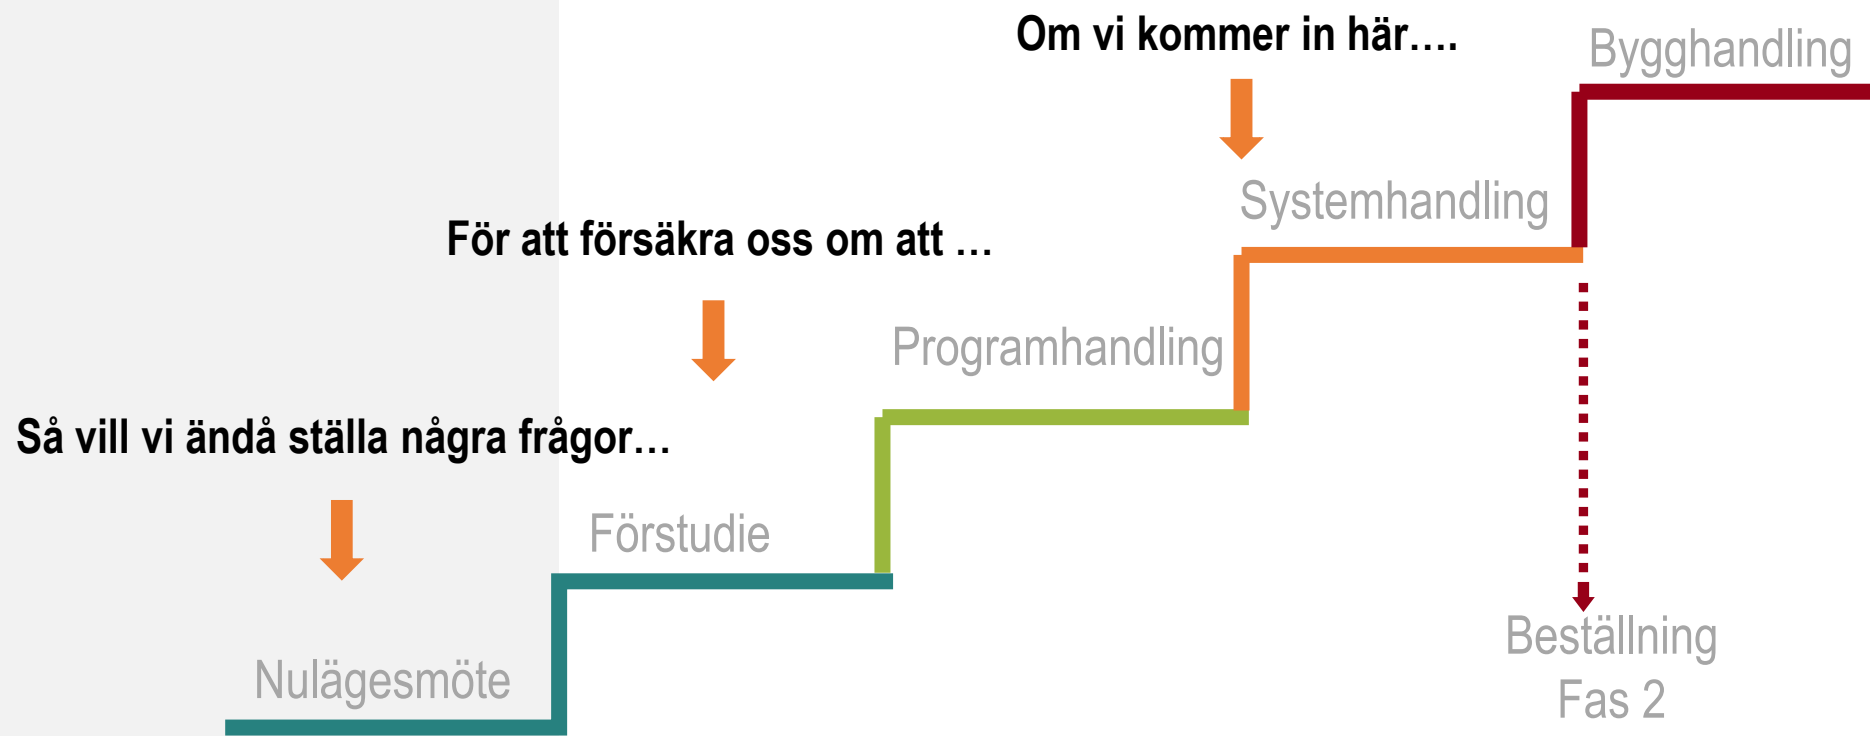 Om vi kommer in här….
Bygghandling
Systemhandling
För att försäkra oss om att …
Programhandling
Så vill vi ändå ställa några frågor…
Förstudie
Nulägesmöte
Beställning
Fas 2